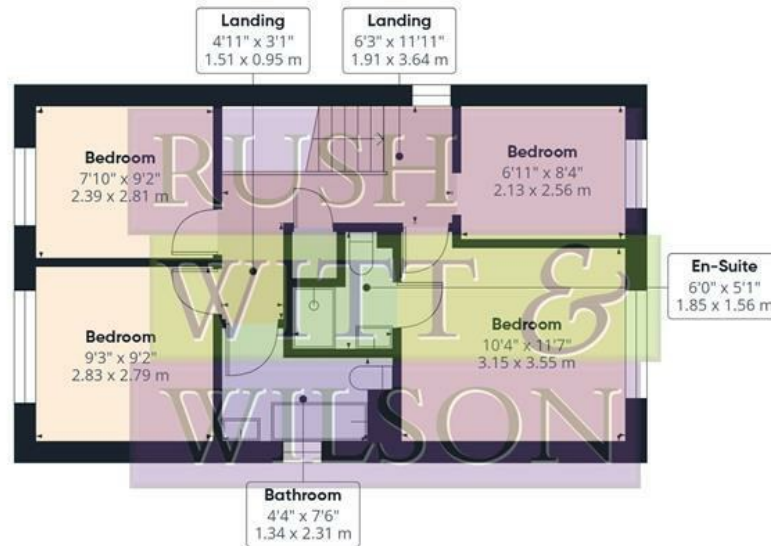 Landing
4'11" x 3'1"
1.51 x 0.95 m
Landing
6'3" x 11'11"
1.91 x 3.64 m
Bedroom
7'10" x 9'2"
2.39 x 2.81 m
Bedroom
6'11" x 8'4"
2.13 x 2.56 m
RUSH
WITT &
WILSON
En-Suite
6'0" x 5'1"
1.85 x 1.56 m
Bedroom
9'3" x 9'2"
2.83 x 2.79 m
Bedroom
10'4" x 11'7"
3.15 x 3.55 m
Bathroom
4'4" x 7'6"
1.34 x 2.31 m